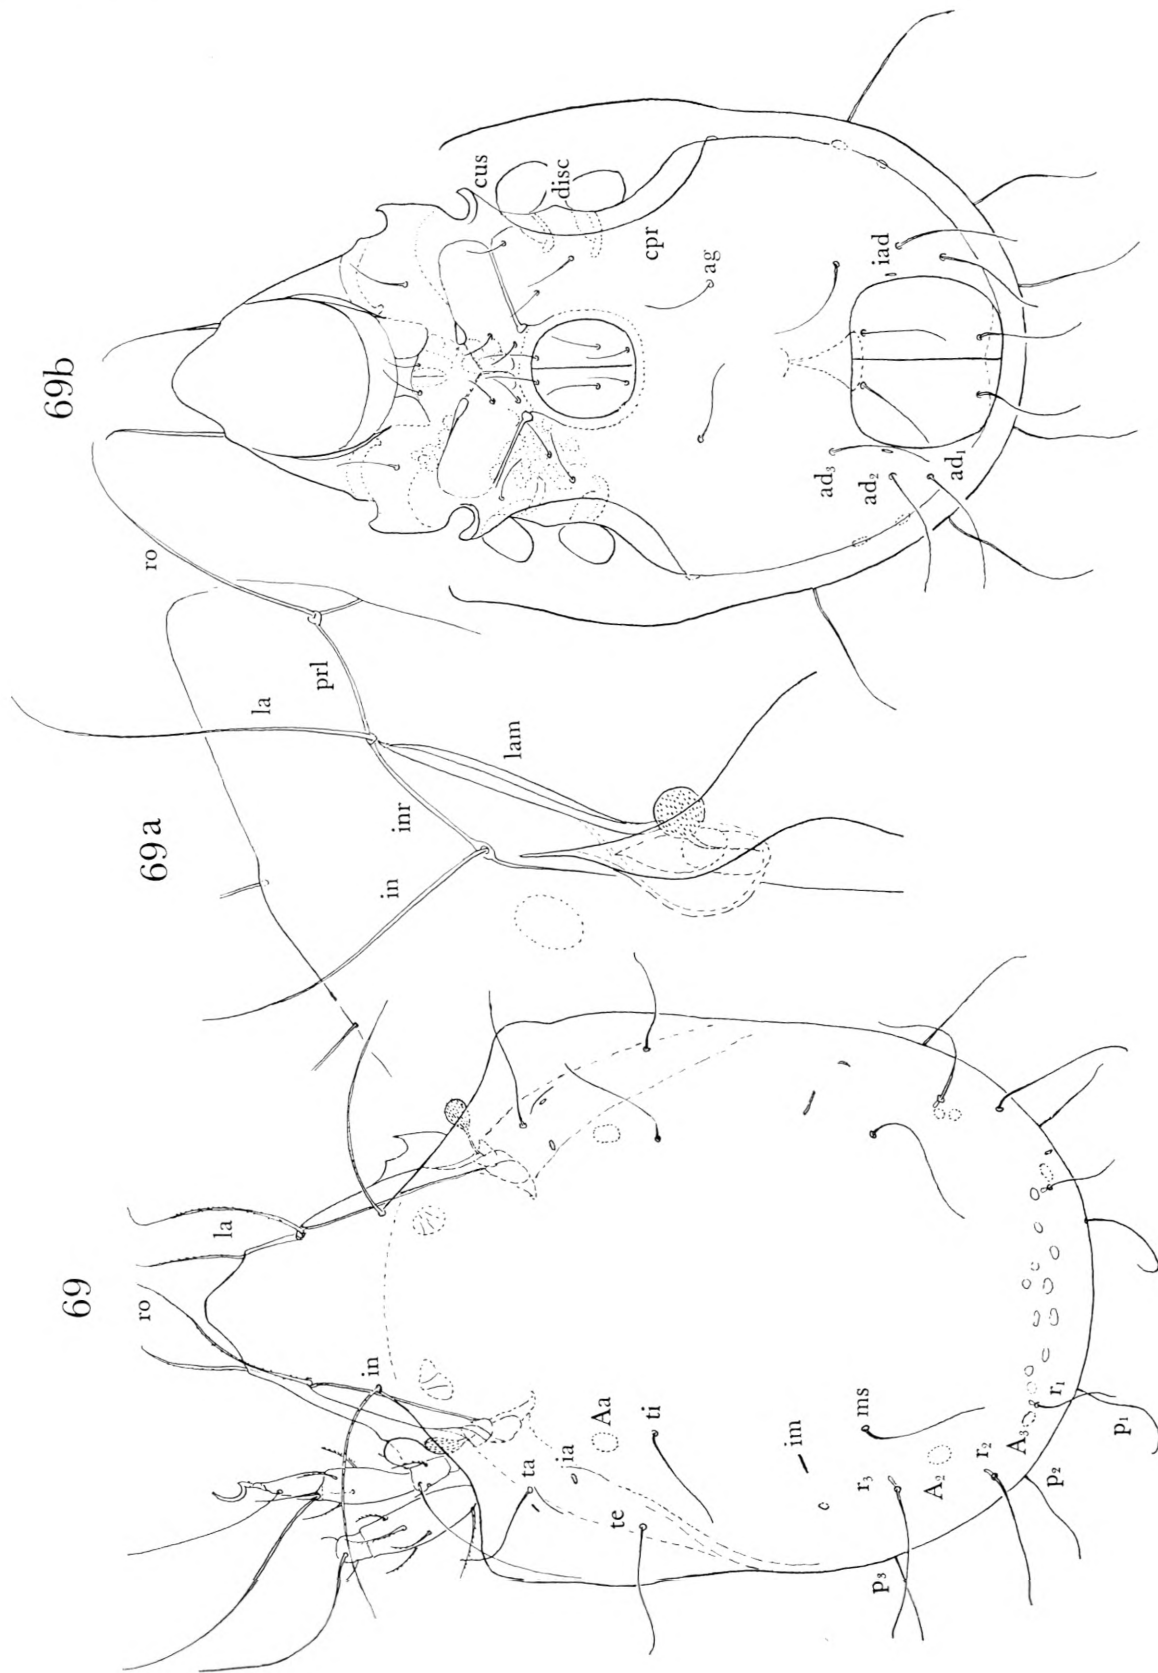 69
ro
la
in
ta
ia
Aa
te
ti
im
ms
r₃
A₂
r₂
A₃
r₁
p₃
p₂
p₁
69a
in
inr
la
prl
ro
lam
69b
cus
disc
cpr
ag
iad
ad₃
ad₂
ad₁